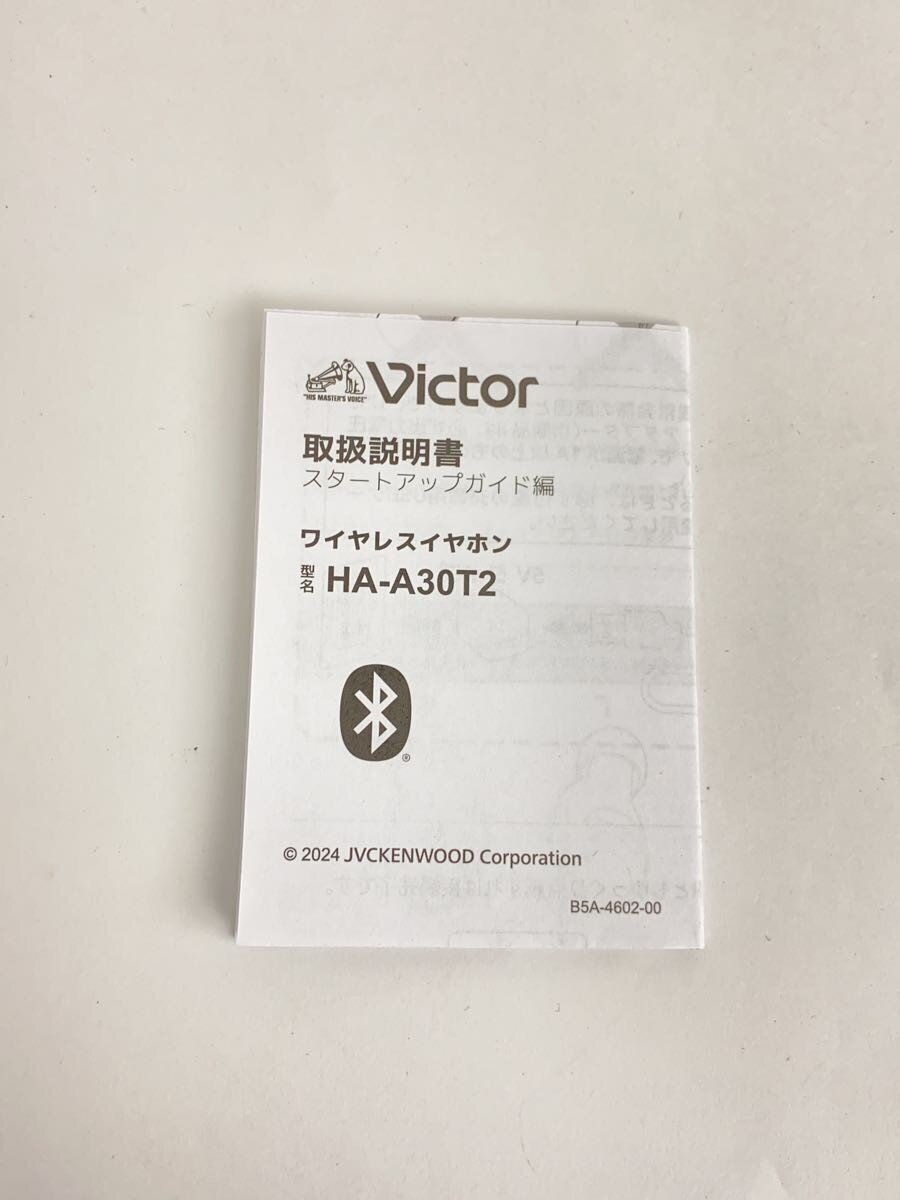 "HIS MASTER'S VOICE"
Victor
取扱説明書
スタートアップガイド編
ワイヤレスイヤホン
型名 HA-A30T2
®
© 2024 JVCKENWOOD Corporation
B5A-4602-00